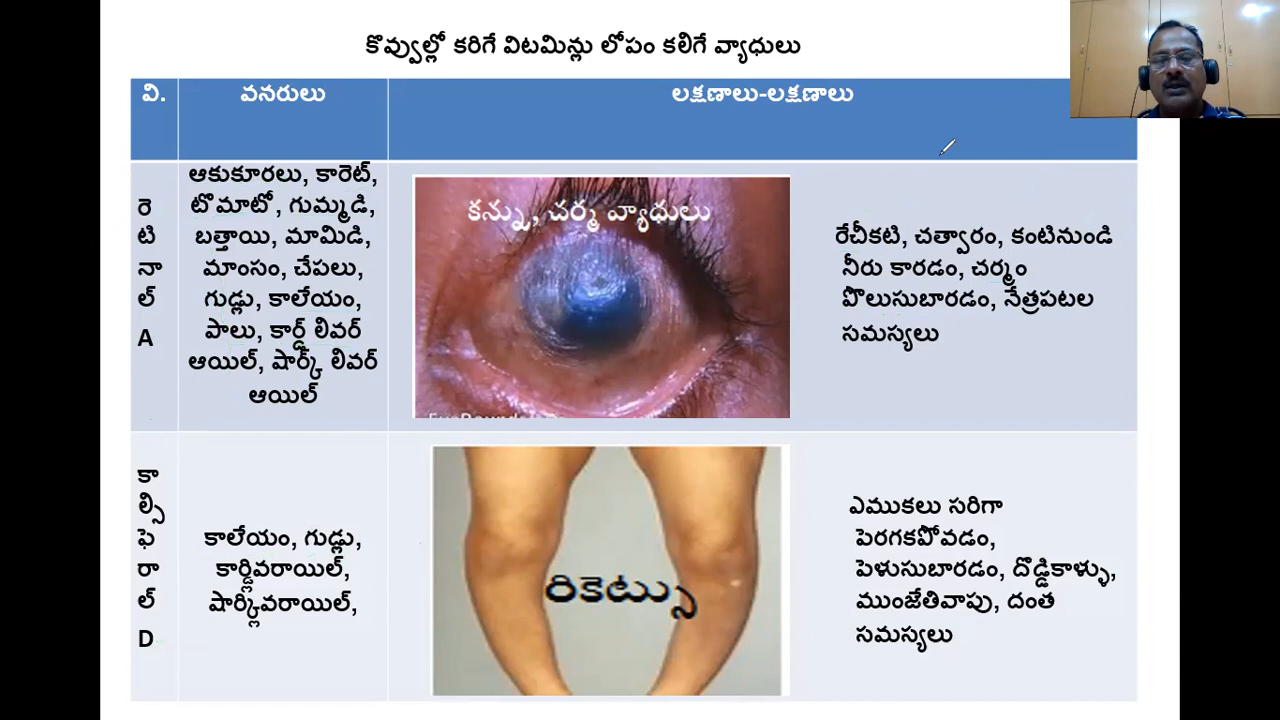 కొవ్వుల్లో కరిగే విటమిన్లు లోపం కలిగే వ్యాధులు
వి.
వనరులు
లక్షణాలు-లక్షణాలు
రె
టి
నా
ల్
A
ఆకుకూరలు, కారెట్,
టొమాటో, గుమ్మడి,
బత్తాయి, మామిడి,
మాంసం, చేపలు,
గుడ్లు, కాలేయం,
పాలు, కార్డ్ లివర్
ఆయిల్, షార్క్ లివర్
ఆయిల్
కన్ను, చర్మ వ్యాధులు
రేచీకటి, చత్వారం, కంటినుండి
నీరు కారడం, చర్మం
పొలుసుబారడం, నేత్రపటల
సమస్యలు
కా
ల్సి
ఫె
రా
ల్
D
కాలేయం, గుడ్లు,
కార్డ్లివరాయిల్,
షార్క్లివరాయిల్,
రికెట్సు
ఎముకలు సరిగా
పెరగకపోవడం,
పెళుసుబారడం, దొడ్డికాళ్ళు,
ముంజేతివాపు, దంత
సమస్యలు